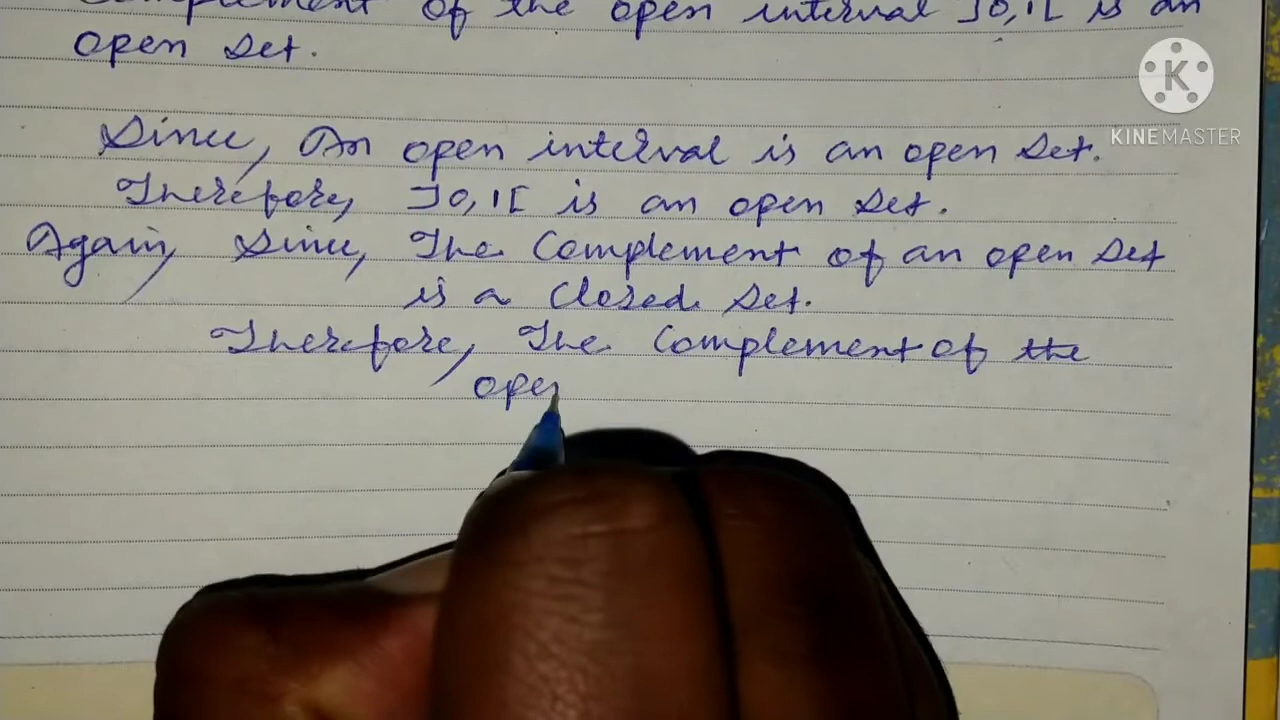 Complement of the open interval ]0,1[ is an
open set.
K
KINEMASTER
Since, An open interval is an open set.
Therefore, ]0,1[ is an open set.
Again, Since, The Complement of an open set
is a Closed set.
Therefore, The Complement of the
open